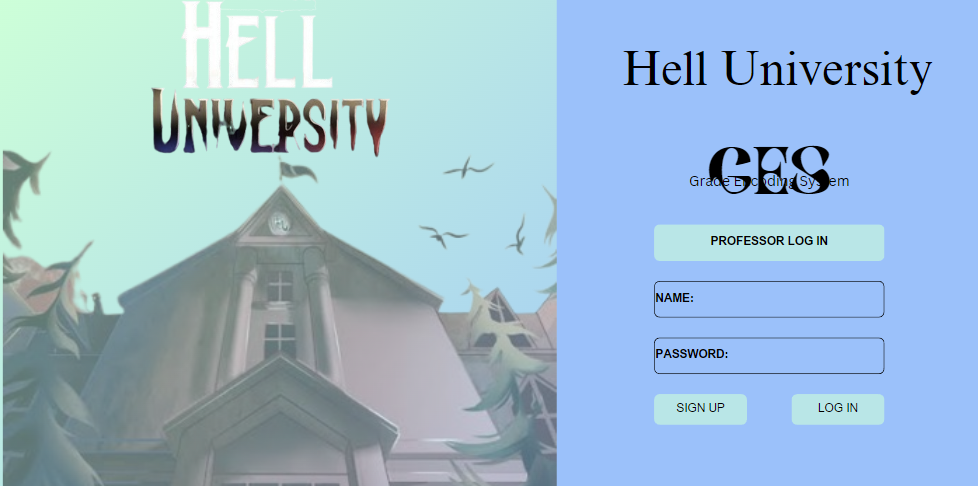 HELL
UNIVERSITY
Hell University
GES
Grade Encoding System
PROFESSOR LOG IN
NAME:
PASSWORD:
SIGN UP
LOG IN